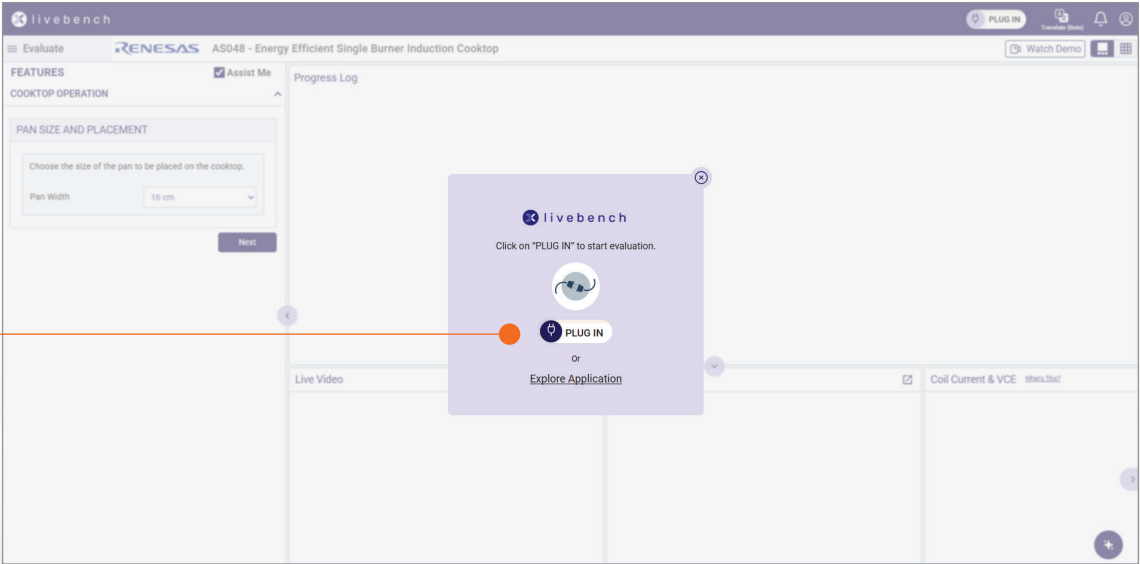 livebench
PLUG IN
Translate (Beta)
Evaluate
RENESAS
AS048 - Energy Efficient Single Burner Induction Cooktop
Watch Demo
FEATURES
Assist Me
COOKTOP OPERATION
PAN SIZE AND PLACEMENT
Choose the size of the pan to be placed on the cooktop.
Pan Width
16 cm
Next
Progress Log
livebench
Click on "PLUG IN" to start evaluation.
PLUG IN
Or
Explore Application
Live Video
Coil Current & VCE
What's This?